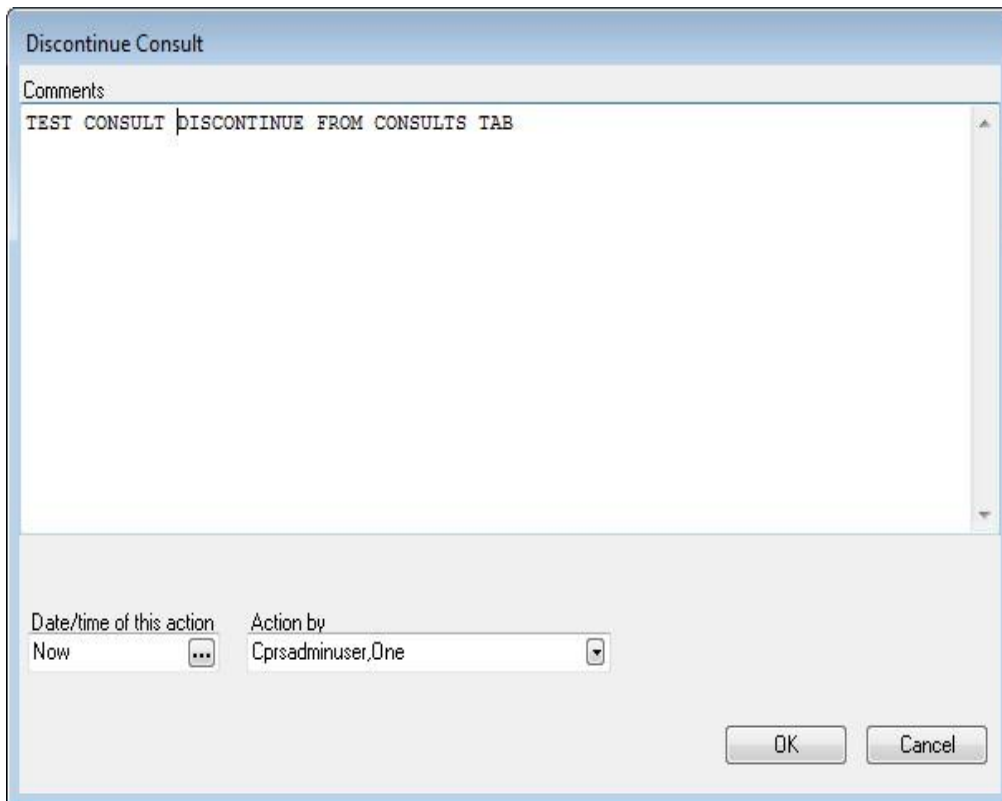 Discontinue Consult
Comments
TEST CONSULT DISCONTINUE FROM CONSULTS TAB
Date/time of this action Action by
Now ... Cprsadminuser,One
OK Cancel